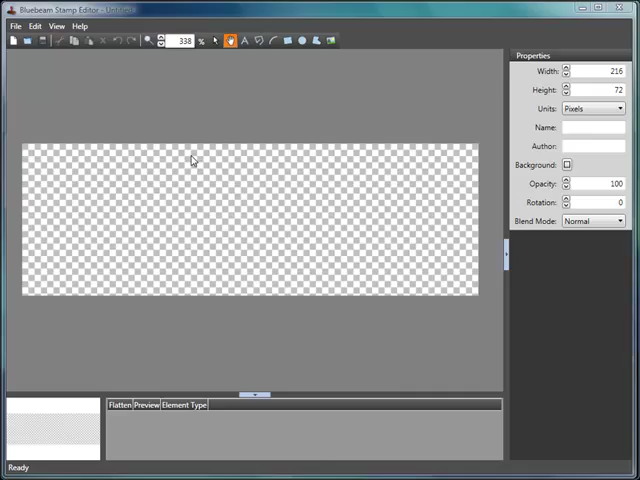 Bluebeam Stamp Editor - Untitled
File Edit View Help
338 %
Properties
Width: 216
Height: 72
Units: Pixels
Name:
Author:
Background:
Opacity: 100
Rotation: 0
Blend Mode: Normal
Flatten Preview Element Type
Ready